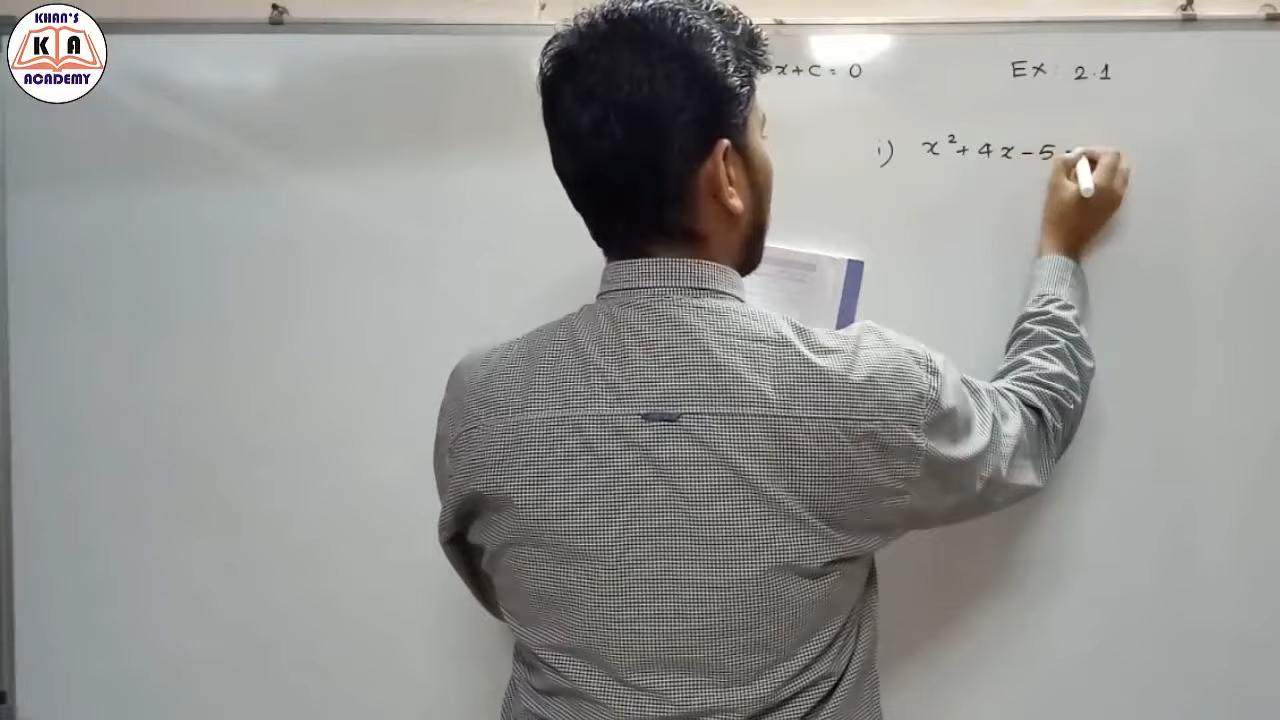 KHAN'S
K A
ACADEMY
x+c=0
Ex: 2.1
i) x²+4x-5